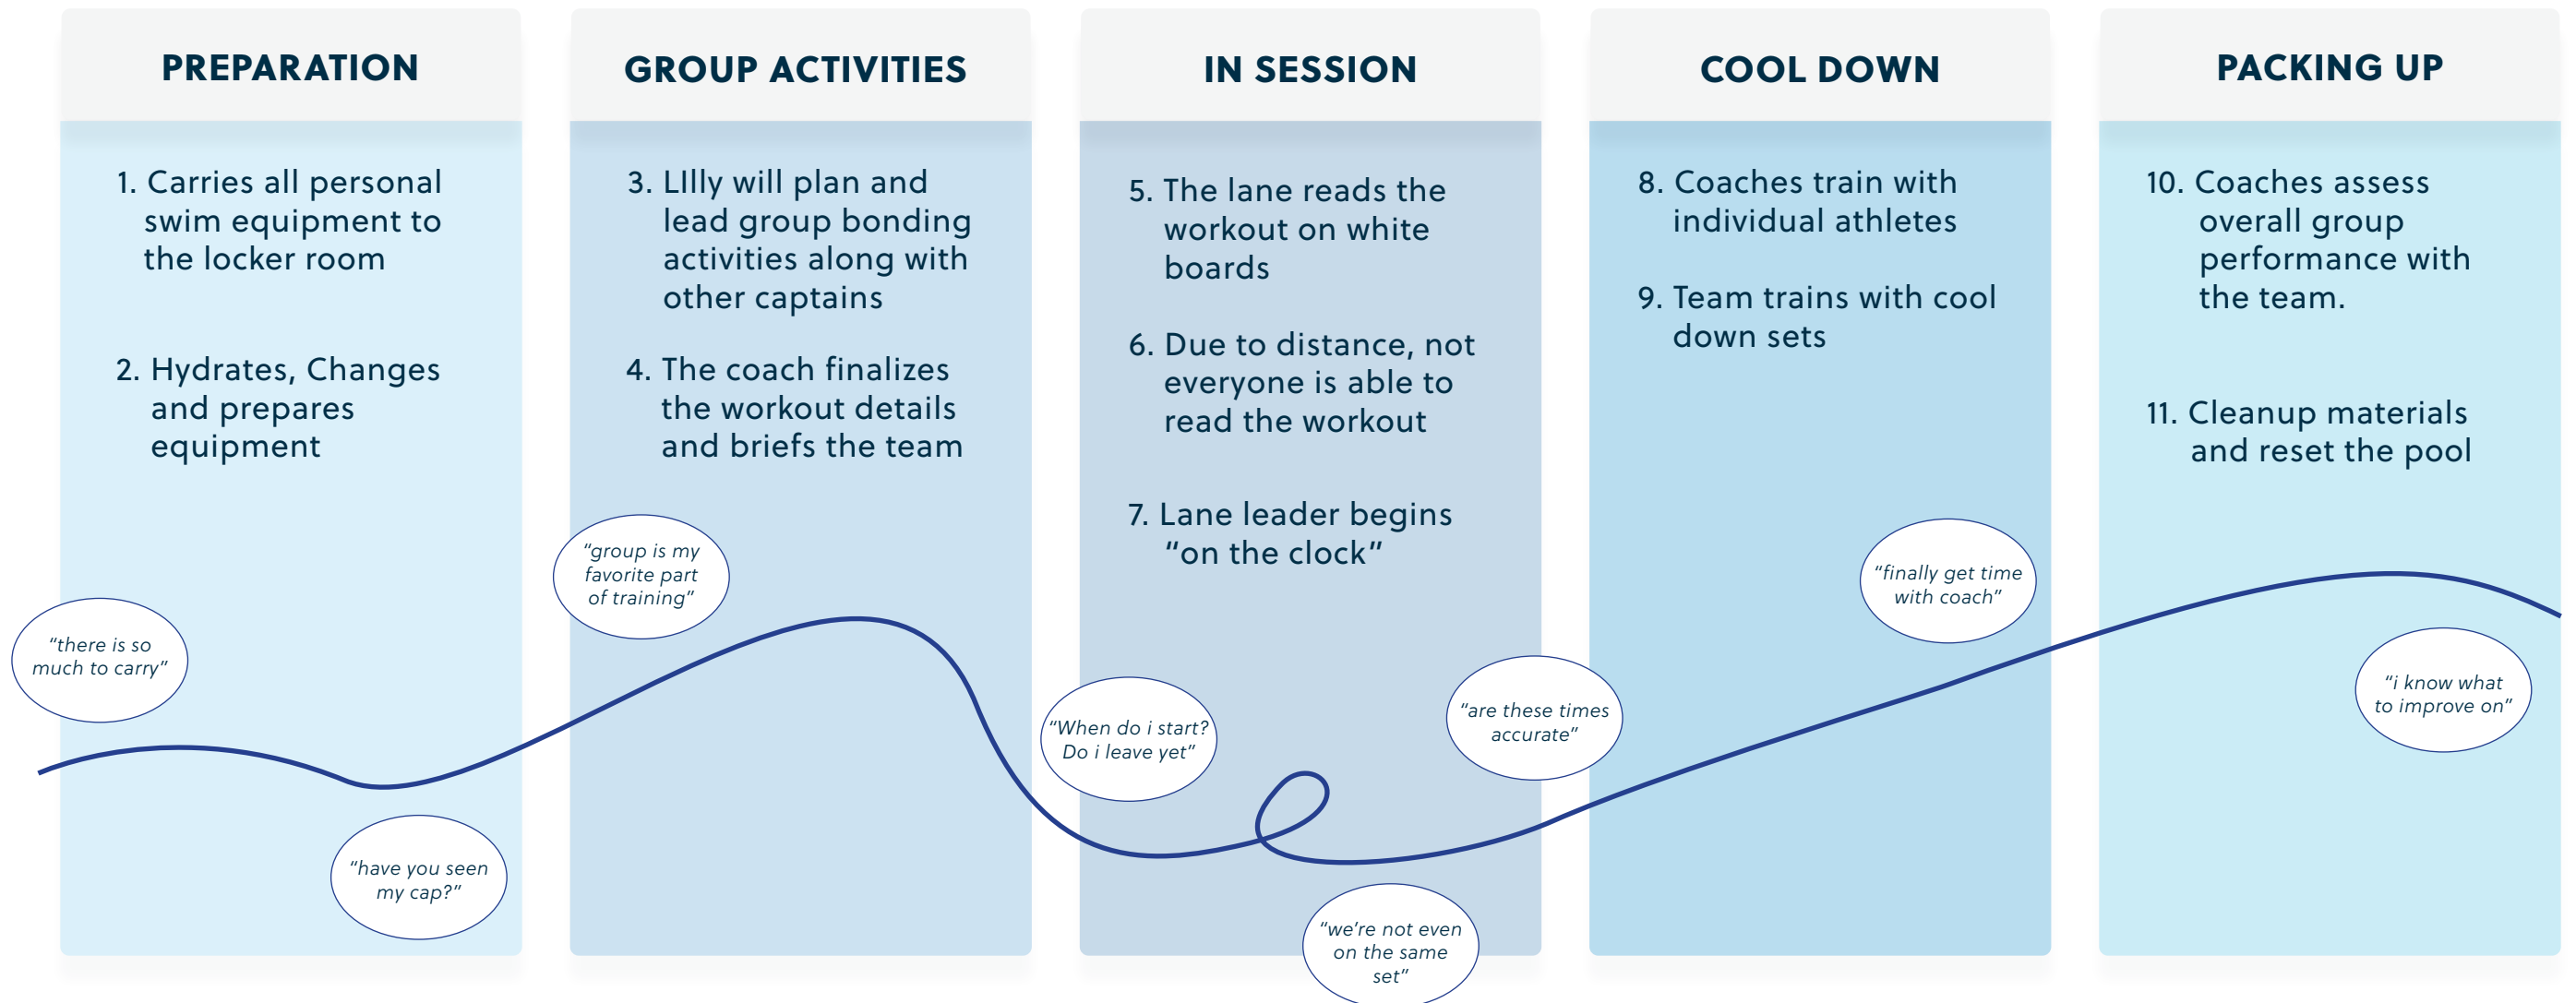 PREPARATION
1. Carries all personal
swim equipment to
the locker room
2. Hydrates, Changes
and prepares
equipment
"there is so
much to carry"
"have you seen
my cap?"
GROUP ACTIVITIES
3. LIlly will plan and
lead group bonding
activities along with
other captains
4. The coach finalizes
the workout details
and briefs the team
"group is my
favorite part
of training"
IN SESSION
5. The lane reads the
workout on white
boards
6. Due to distance, not
everyone is able to
read the workout
7. Lane leader begins
"on the clock"
"When do i start?
Do i leave yet"
"are these times
accurate"
"we're not even
on the same
set"
COOL DOWN
8. Coaches train with
individual athletes
9. Team trains with cool
down sets
"finally get time
with coach"
PACKING UP
10. Coaches assess
overall group
performance with
the team.
11. Cleanup materials
and reset the pool
"i know what
to improve on"